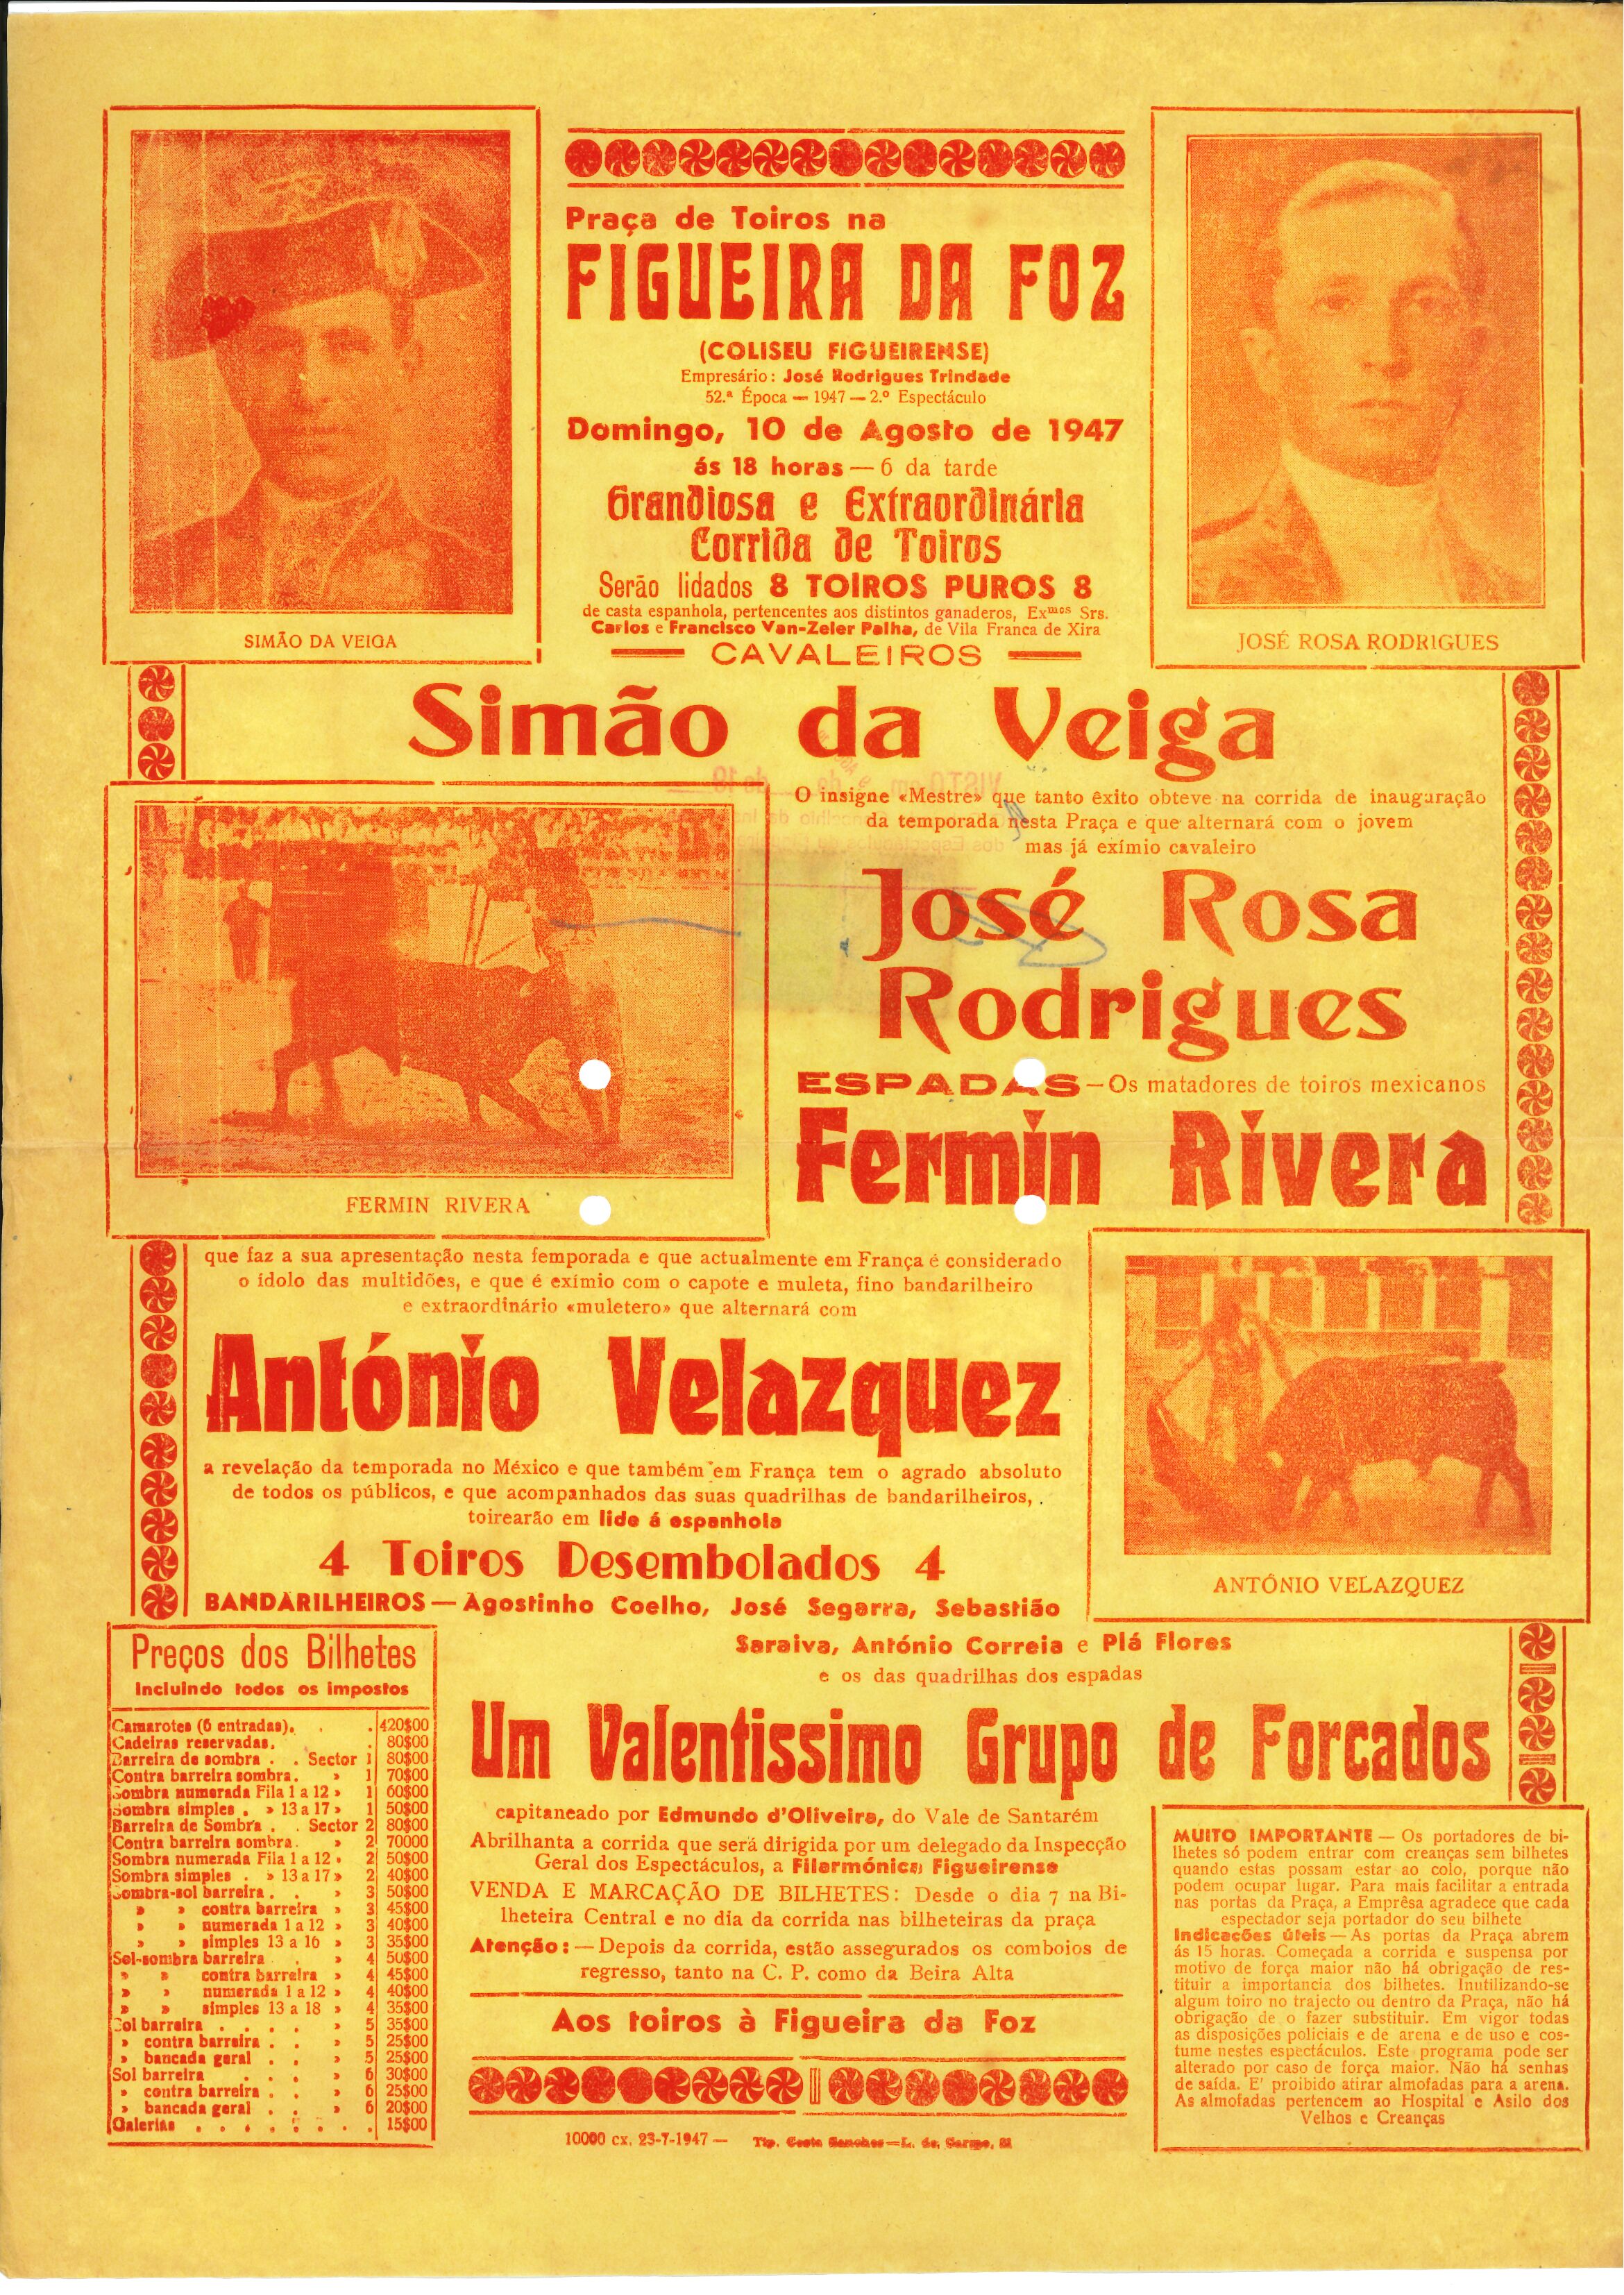 SIMÃO DA VEIGA
Praça de Toiros na
FIGUEIRA DA FOZ
(COLISEU FIGUEIRENSE)
Empresário: José Rodrigues Trindade
52.ª Época — 1947 — 2.º Espectáculo
Domingo, 10 de Agosto de 1947
ás 18 horas — 6 da tarde
Grandiosa e Extraordinária
Corrida de Toiros
Serão lidados 8 TOIROS PUROS 8
de casta espanhola, pertencentes aos distintos ganaderos, Exmos Srs.
Carlos e Francisco Van-Zeler Palha, de Vila Franca de Xira
CAVALEIROS
JOSÉ ROSA RODRIGUES
Simão da Veiga
O insigne «Mestre» que tanto êxito obteve na corrida de inauguração
da temporada nesta Praça e que alternará com o jovem
mas já exímio cavaleiro
José Rosa
Rodrigues
ESPADAS — Os matadores de toiros mexicanos
Fermin Rivera
FERMIN RIVERA
que faz a sua apresentação nesta femporada e que actualmente em França é considerado
o ídolo das multidões, e que é exímio com o capote e muleta, fino bandarilheiro
e extraordinário «muletero» que alternará com
António Velazquez
a revelação da temporada no México e que também em França tem o agrado absoluto
de todos os públicos, e que acompanhados das suas quadrilhas de bandarilheiros,
toirearão em lide á espanhola
4 Toiros Desembolados 4
ANTÓNIO VELAZQUEZ
BANDARILHEIROS — Agostinho Coelho, José Segarra, Sebastião
Saraiva, António Correia e Plá Flores
e os das quadrilhas dos espadas
Um Valentissimo Grupo de Forcados
capitaneado por Edmundo d'Oliveira, do Vale de Santarém
Abrilhanta a corrida que será dirigida por um delegado da Inspecção
Geral dos Espectáculos, a Filarmónica Figueirense
VENDA E MARCAÇÃO DE BILHETES: Desde o dia 7 na Bi-
lheteira Central e no dia da corrida nas bilheteiras da praça
Atenção: — Depois da corrida, estão assegurados os comboios de
regresso, tanto na C. P. como da Beira Alta
Aos toiros à Figueira da Foz
10000 cx. 23-7-1947 — Tip. Costa Sanches — L. do Carmo, 21
Preços dos Bilhetes
Incluindo todos os impostos
Camarotes (6 entradas). . . 420$00
Cadeiras reservadas. . 80$00
Barreira de sombra . . Sector 1 80$00
Contra barreira sombra. » 1 70$00
Sombra numerada Fila 1 a 12 » 1 60$00
Sombra simples . » 13 a 17 » 1 50$00
Barreira de Sombra . . Sector 2 80$00
Contra barreira sombra. » 2 70000
Sombra numerada Fila 1 a 12 » 2 50$00
Sombra simples . » 13 a 17 » 2 40$00
Sombra-sol barreira . . » 3 50$00
» » contra barreira » 3 45$00
» » numerada 1 a 12 » 3 40$00
» » simples 13 a 16 » 3 35$00
Sol-sombra barreira . » 4 50$00
» » contra barreira » 4 45$00
» » numerada 1 a 12 » 4 40$00
» » simples 13 a 18 » 4 35$00
Sol barreira . . . . » 5 35$00
» contra barreira . . » 5 25$00
» bancada geral . . » 5 25$00
Sol barreira . . . » 6 30$00
» contra barreira . . » 6 25$00
» bancada geral . . » 6 20$00
Galerias . . . . . . . . 15$00
MUITO IMPORTANTE — Os portadores de bi-
lhetes só podem entrar com creanças sem bilhetes
quando estas possam estar ao colo, porque não
podem ocupar lugar. Para mais facilitar a entrada
nas portas da Praça, a Emprêsa agradece que cada
espectador seja portador do seu bilhete
Indicacões úteis — As portas da Praça abrem
ás 15 horas. Começada a corrida e suspensa por
motivo de força maior não há obrigação de res-
tituir a importancia dos bilhetes. Inutilizando-se
algum toiro no trajecto ou dentro da Praça, não há
obrigação de o fazer substituir. Em vigor todas
as disposições policiais e de arena e de uso e cos-
tume nestes espectáculos. Este programa pode ser
alterado por caso de força maior. Não há senhas
de saída. E' proibido atirar almofadas para a arena.
As almofadas pertencem ao Hospital e Asilo dos
Velhos e Creanças